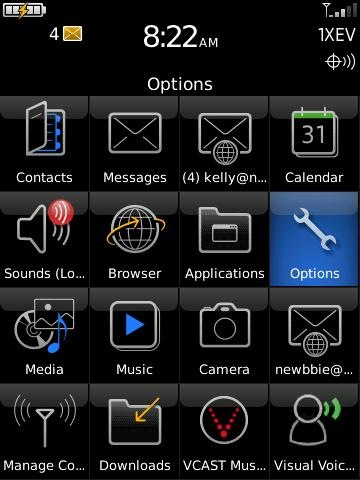 4 8:22AM 1XEV
Options
31
Contacts Messages (4) kelly@n... Calendar
Sounds (Lo... Browser Applications Options
Media Music Camera newbbie@...
Manage Co... Downloads VCAST Mus... Visual Voic...